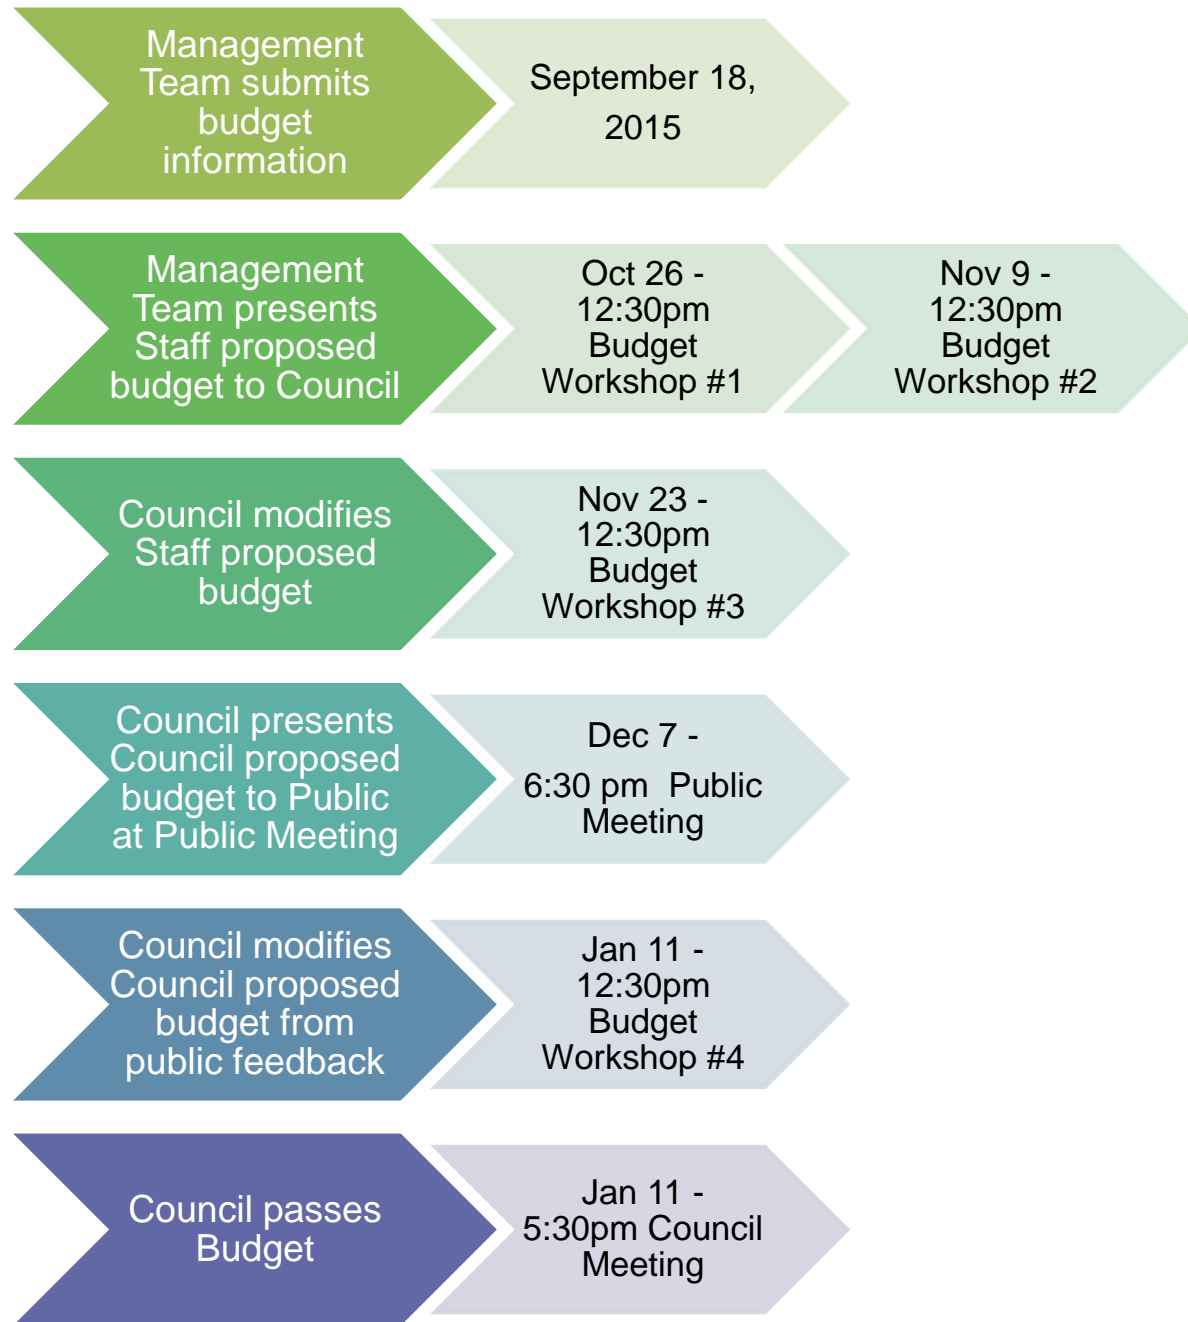 Management
Team submits
budget
information
September 18,
2015
Management
Team presents
Staff proposed
budget to Council
Oct 26 -
12:30pm
Budget
Workshop #1
Nov 9 -
12:30pm
Budget
Workshop #2
Council modifies
Staff proposed
budget
Nov 23 -
12:30pm
Budget
Workshop #3
Council presents
Council proposed
budget to Public
at Public Meeting
Dec 7 -
6:30 pm  Public
Meeting
Council modifies
Council proposed
budget from
public feedback
Jan 11 -
12:30pm
Budget
Workshop #4
Council passes
Budget
Jan 11 -
5:30pm Council
Meeting